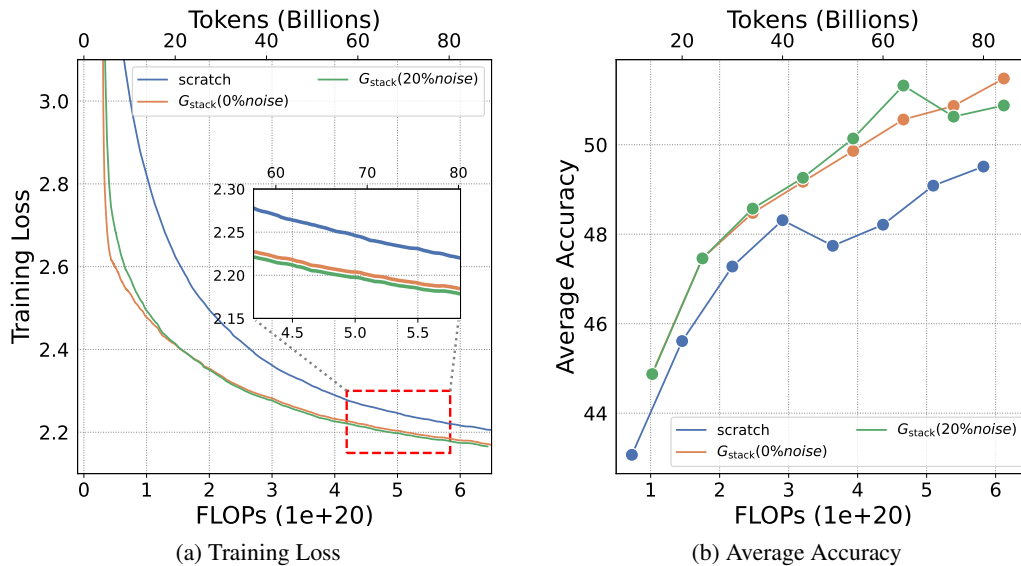 Tokens (Billions)
0 20 40 60 80
Training Loss
3.0
2.8
2.6
2.4
2.2
scratch
G_stack(0%noise)
G_stack(20%noise)
60 70 80
2.30
2.25
2.20
2.15
4.5 5.0 5.5
0 1 2 3 4 5 6
FLOPs (1e+20)
(a) Training Loss
Tokens (Billions)
20 40 60 80
Average Accuracy
50
48
46
44
scratch
G_stack(0%noise)
G_stack(20%noise)
1 2 3 4 5 6
FLOPs (1e+20)
(b) Average Accuracy